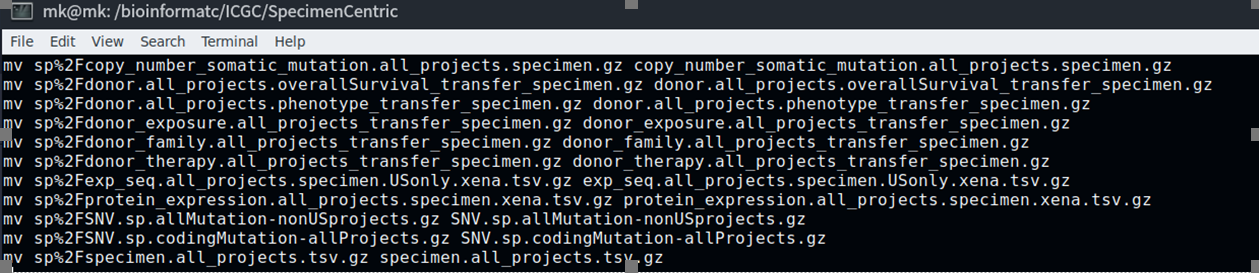 mk@mk: /bioinformatc/ICGC/SpecimenCentric
File Edit View Search Terminal Help
mv sp%2Fcopy_number_somatic_mutation.all_projects.specimen.gz copy_number_somatic_mutation.all_projects.specimen.gz
mv sp%2Fdonor.all_projects.overallSurvival_transfer_specimen.gz donor.all_projects.overallSurvival_transfer_specimen.gz
mv sp%2Fdonor.all_projects.phenotype_transfer_specimen.gz donor.all_projects.phenotype_transfer_specimen.gz
mv sp%2Fdonor_exposure.all_projects_transfer_specimen.gz donor_exposure.all_projects_transfer_specimen.gz
mv sp%2Fdonor_family.all_projects_transfer_specimen.gz donor_family.all_projects_transfer_specimen.gz
mv sp%2Fdonor_therapy.all_projects_transfer_specimen.gz donor_therapy.all_projects_transfer_specimen.gz
mv sp%2Fexp_seq.all_projects.specimen.USonly.xena.tsv.gz exp_seq.all_projects.specimen.USonly.xena.tsv.gz
mv sp%2Fprotein_expression.all_projects.specimen.xena.tsv.gz protein_expression.all_projects.specimen.xena.tsv.gz
mv sp%2FSNV.sp.allMutation-nonUSprojects.gz SNV.sp.allMutation-nonUSprojects.gz
mv sp%2FSNV.sp.codingMutation-allProjects.gz SNV.sp.codingMutation-allProjects.gz
mv sp%2Fspecimen.all_projects.tsv.gz specimen.all_projects.tsv.gz